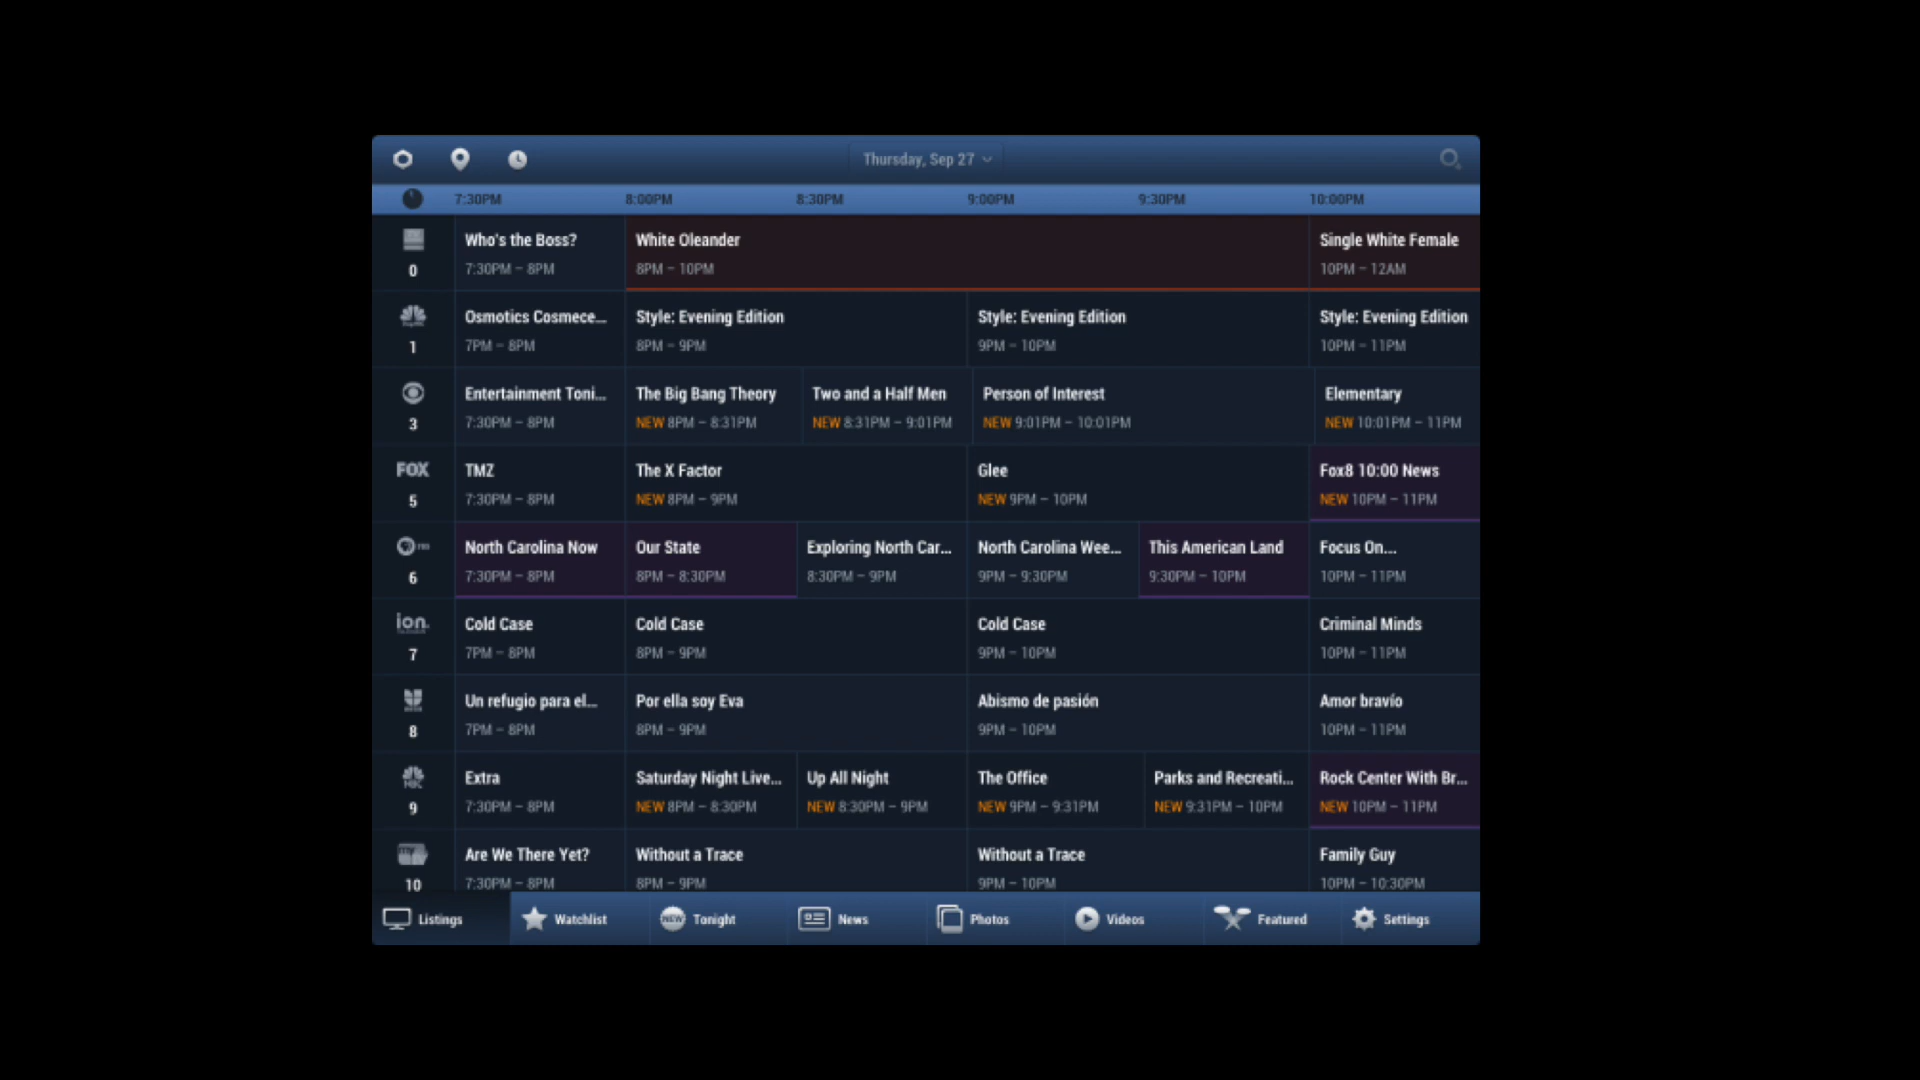 Thursday, Sep 27
7:30PM 8:00PM 8:30PM 9:00PM 9:30PM 10:00PM
Who's the Boss? White Oleander Single White Female
7:30PM – 8PM 8PM – 10PM 10PM – 12AM
0
Osmotics Cosmece... Style: Evening Edition Style: Evening Edition Style: Evening Edition
7PM – 8PM 8PM – 9PM 9PM – 10PM 10PM – 11PM
1
Entertainment Toni... The Big Bang Theory Two and a Half Men Person of Interest Elementary
7:30PM – 8PM NEW 8PM – 8:31PM NEW 8:31PM – 9:01PM NEW 9:01PM – 10:01PM NEW 10:01PM – 11PM
3
FOX TMZ The X Factor Glee Fox8 10:00 News
7:30PM – 8PM NEW 8PM – 9PM NEW 9PM – 10PM NEW 10PM – 11PM
5
North Carolina Now Our State Exploring North Car... North Carolina Wee... This American Land Focus On...
7:30PM – 8PM 8PM – 8:30PM 8:30PM – 9PM 9PM – 9:30PM 9:30PM – 10PM 10PM – 11PM
6
ion Cold Case Cold Case Cold Case Criminal Minds
7PM – 8PM 8PM – 9PM 9PM – 10PM 10PM – 11PM
7
Un refugio para el... Por ella soy Eva Abismo de pasión Amor bravío
7PM – 8PM 8PM – 9PM 9PM – 10PM 10PM – 11PM
8
Extra Saturday Night Live... Up All Night The Office Parks and Recreati... Rock Center With Br...
7:30PM – 8PM NEW 8PM – 8:30PM NEW 8:30PM – 9PM NEW 9PM – 9:31PM NEW 9:31PM – 10PM NEW 10PM – 11PM
9
Are We There Yet? Without a Trace Without a Trace Family Guy
7:30PM – 8PM 8PM – 9PM 9PM – 10PM 10PM – 10:30PM
10
Listings Watchlist NEW Tonight News Photos Videos Featured Settings